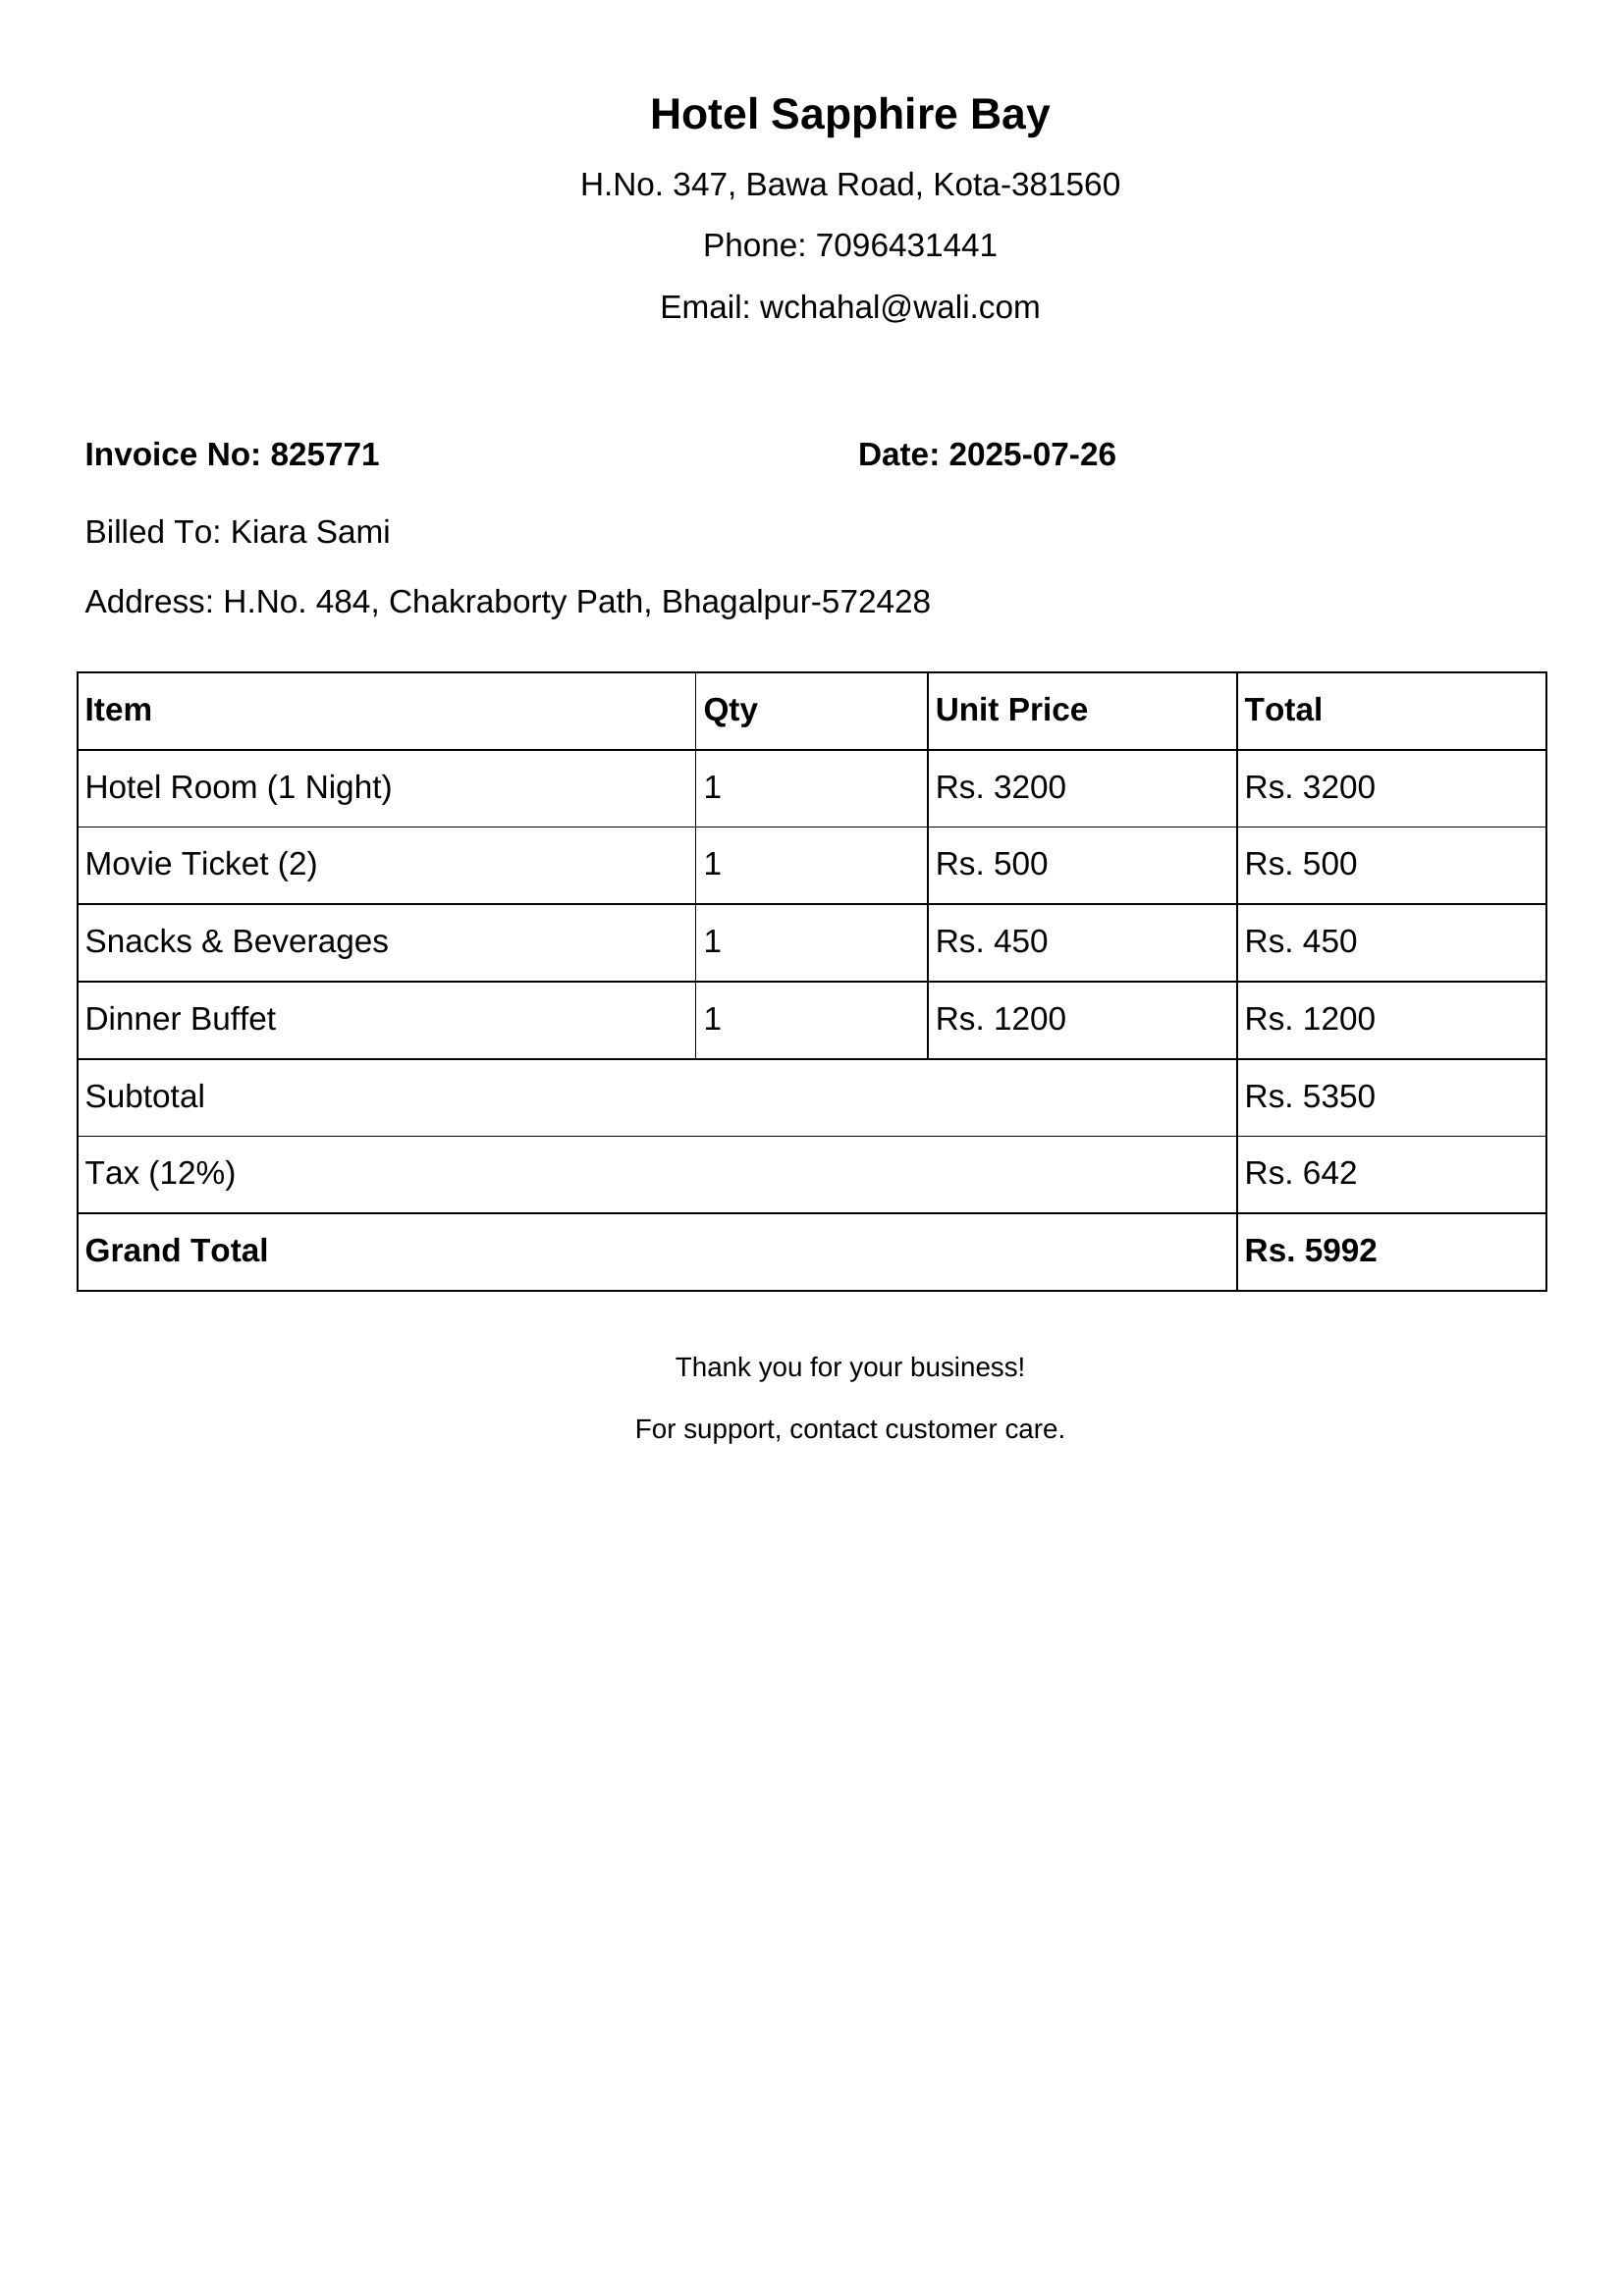 Hotel Sapphire Bay
H.No. 347, Bawa Road, Kota-381560
Phone: 7096431441
Email: wchahal@wali.com
Invoice No: 825771 Date: 2025-07-26
Billed To: Kiara Sami
Address: H.No. 484, Chakraborty Path, Bhagalpur-572428
Item Qty Unit Price Total
Hotel Room (1 Night) 1 Rs. 3200 Rs. 3200
Movie Ticket (2) 1 Rs. 500 Rs. 500
Snacks & Beverages 1 Rs. 450 Rs. 450
Dinner Buffet 1 Rs. 1200 Rs. 1200
Subtotal Rs. 5350
Tax (12%) Rs. 642
Grand Total Rs. 5992
Thank you for your business!
For support, contact customer care.